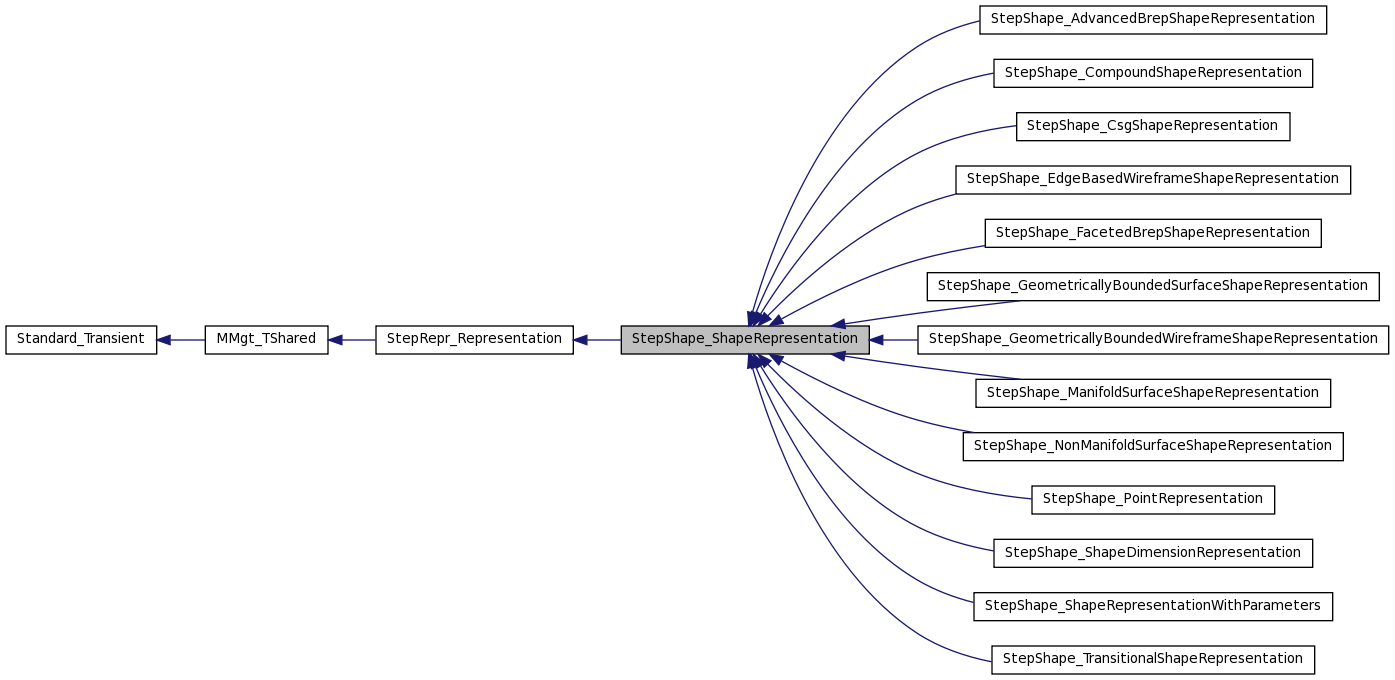 StepShape_AdvancedBrepShapeRepresentation
StepShape_CompoundShapeRepresentation
StepShape_CsgShapeRepresentation
StepShape_EdgeBasedWireframeShapeRepresentation
StepShape_FacetedBrepShapeRepresentation
StepShape_GeometricallyBoundedSurfaceShapeRepresentation
Standard_Transient
MMgt_TShared
StepRepr_Representation
StepShape_ShapeRepresentation
StepShape_GeometricallyBoundedWireframeShapeRepresentation
StepShape_ManifoldSurfaceShapeRepresentation
StepShape_NonManifoldSurfaceShapeRepresentation
StepShape_PointRepresentation
StepShape_ShapeDimensionRepresentation
StepShape_ShapeRepresentationWithParameters
StepShape_TransitionalShapeRepresentation